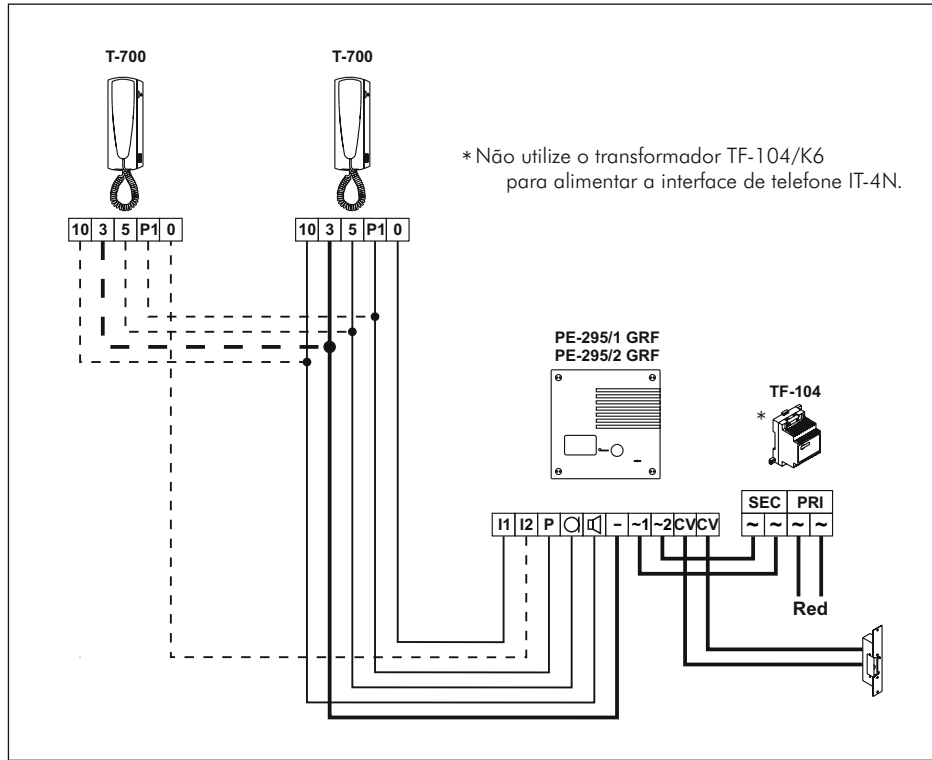 T-700
T-700
* Não utilize o transformador TF-104/K6
para alimentar a interface de telefone IT-4N.
10 3 5 P1 0
10 3 5 P1 0
PE-295/1 GRF
PE-295/2 GRF
TF-104
*
SEC PRI
I1 I2 P − ~1 ~2 CV CV
~ ~ ~ ~
Red